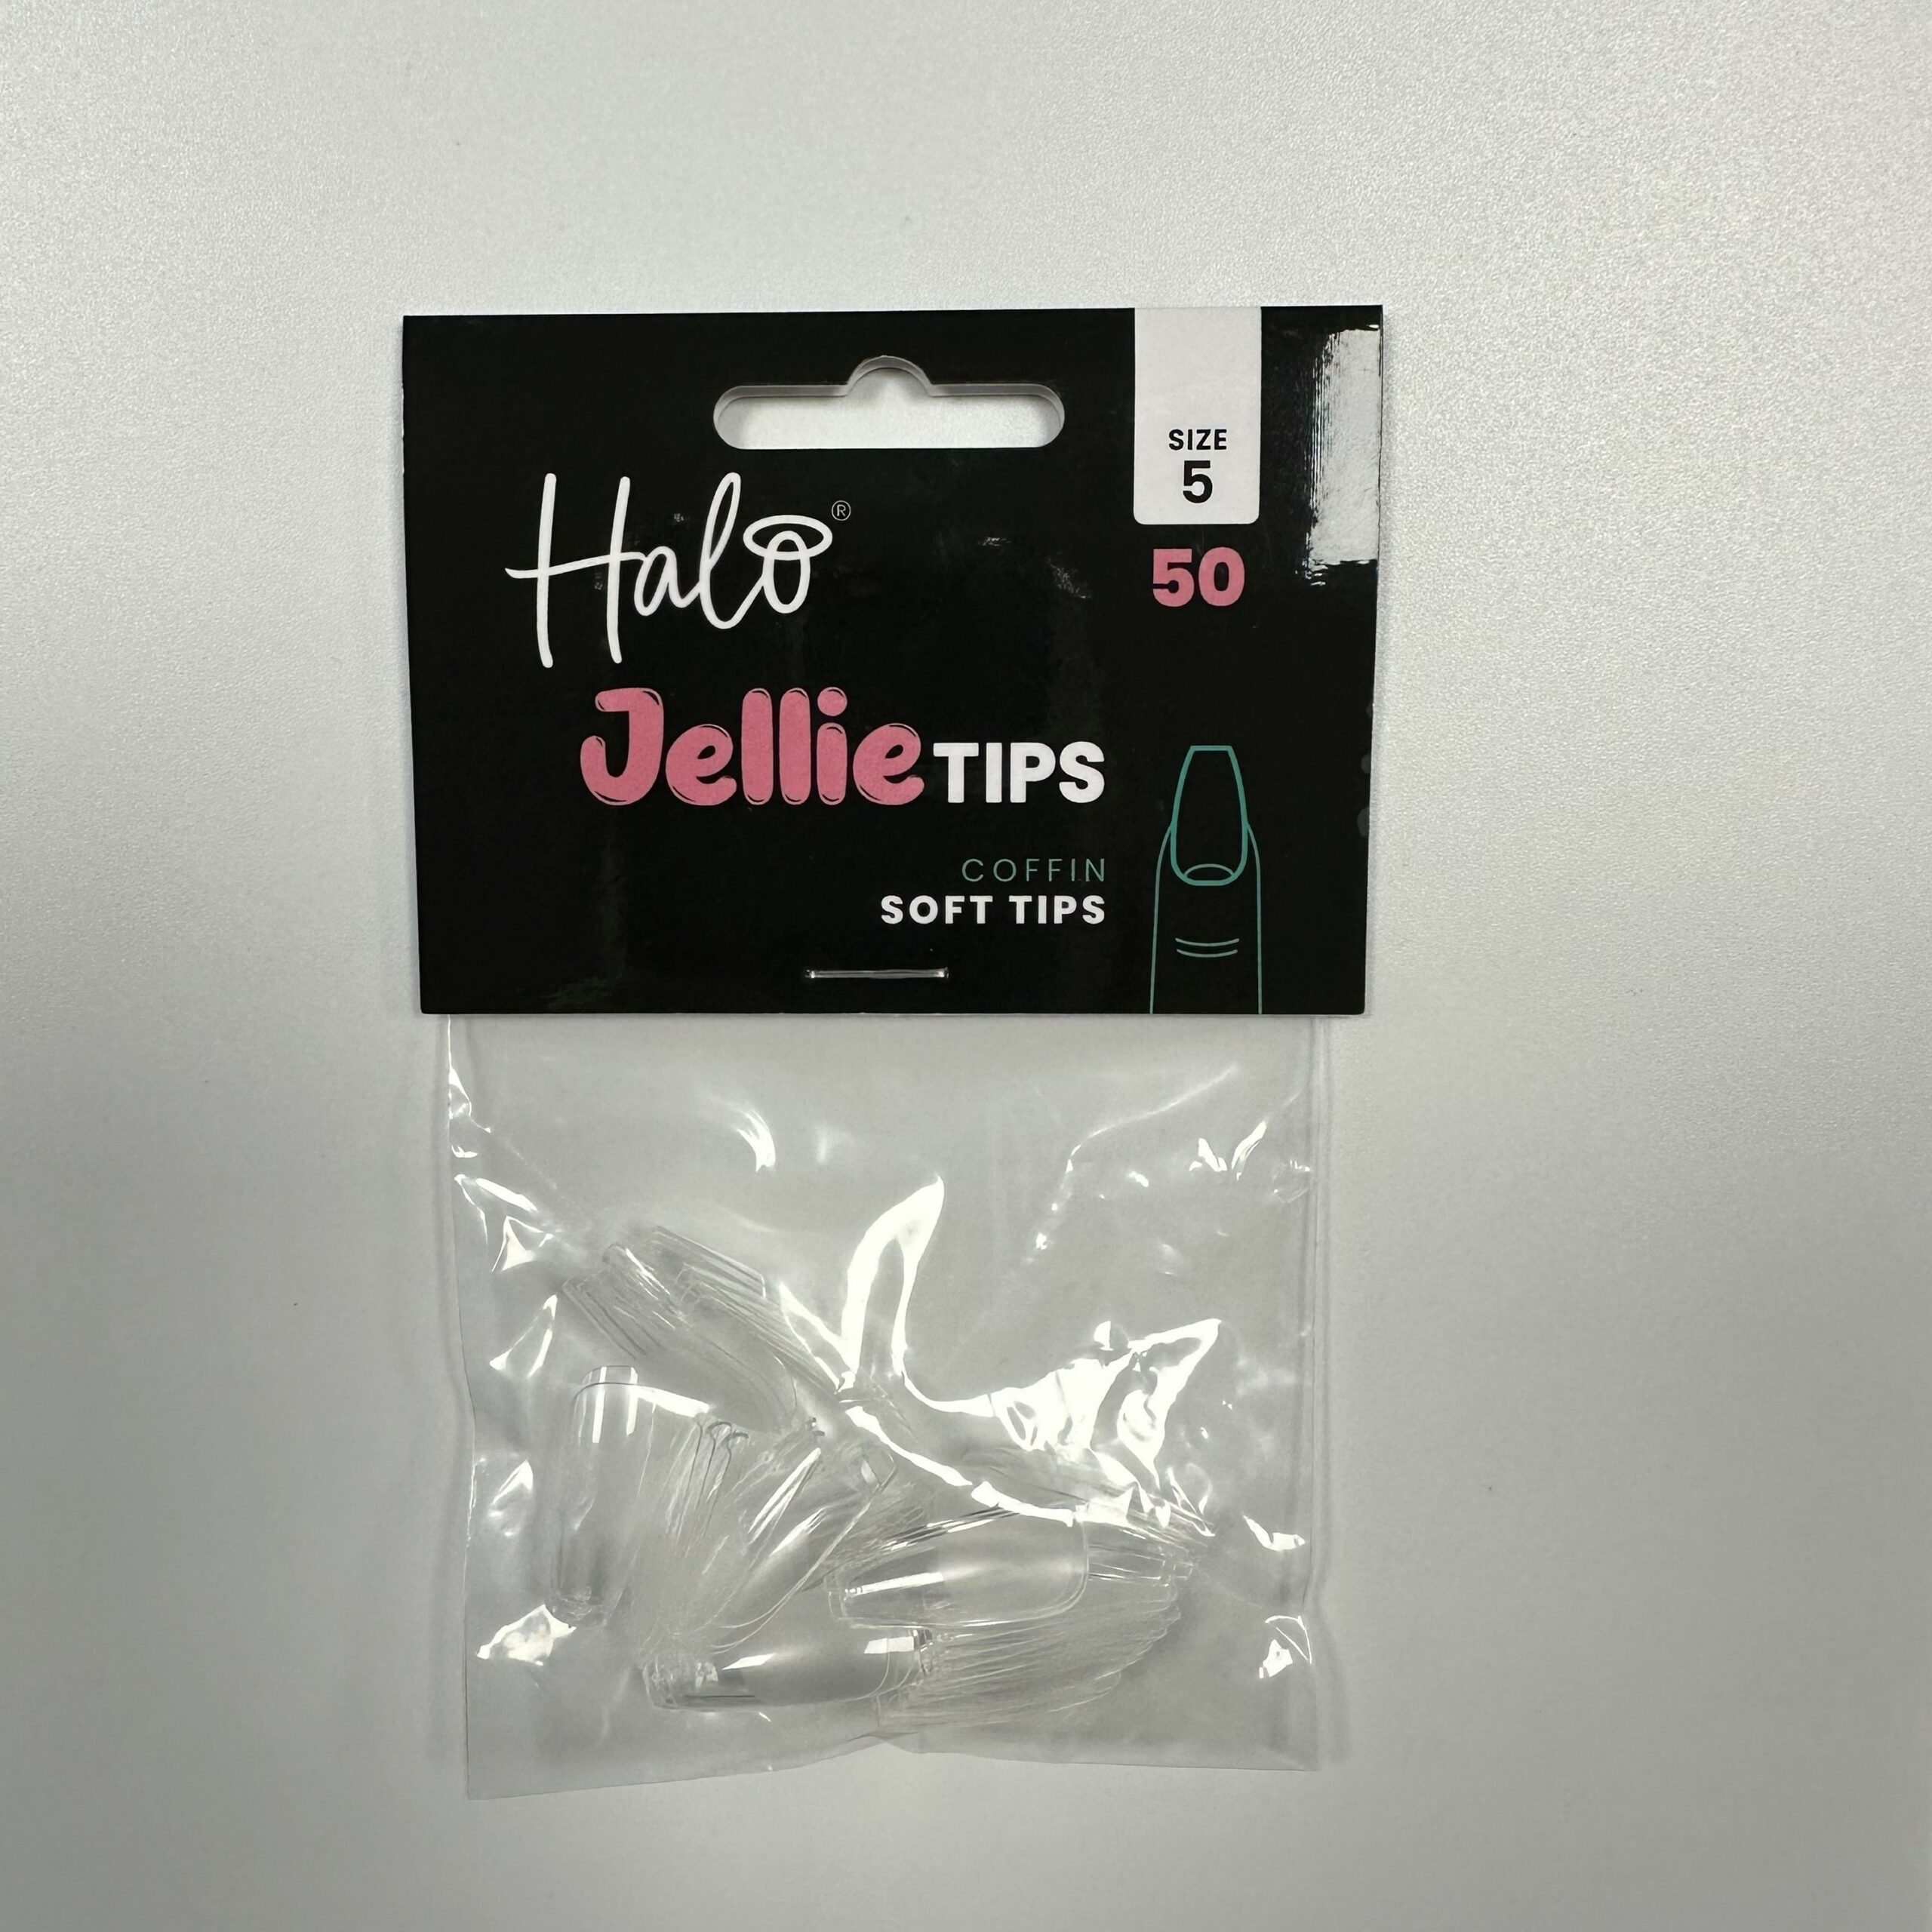 SIZE
5
50
Halo®
Jellie TIPS
COFFIN
SOFT TIPS